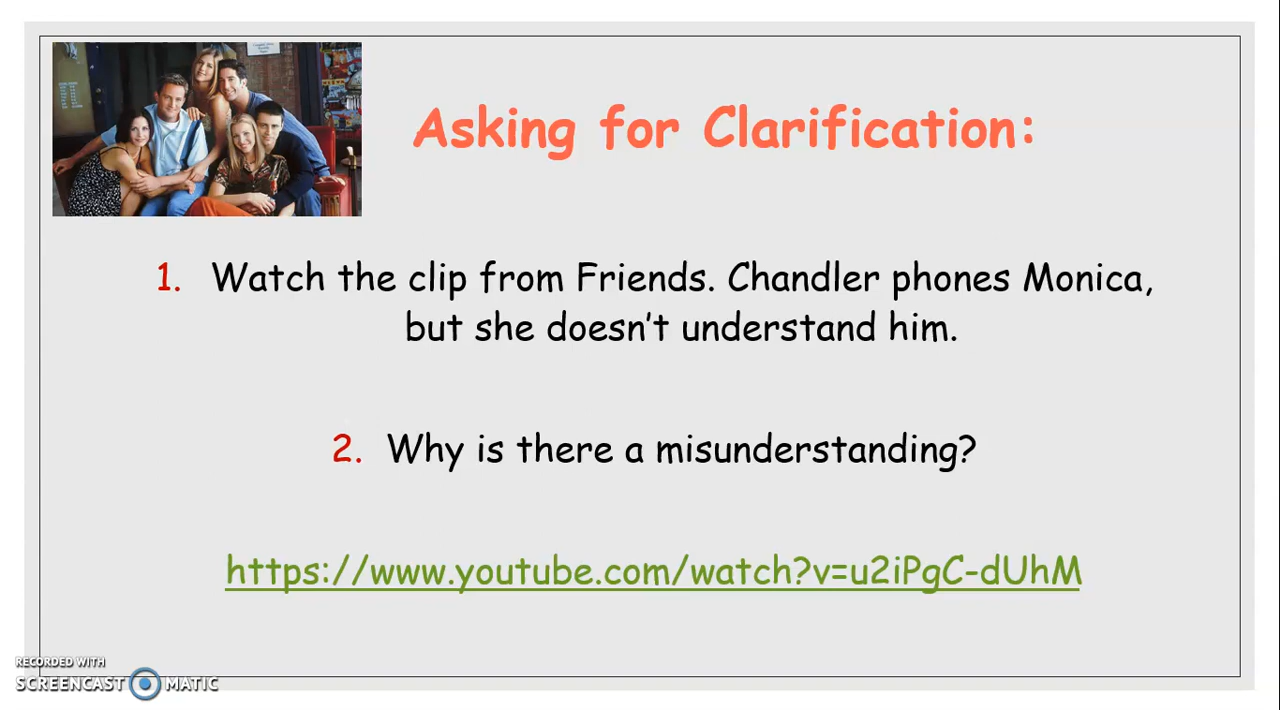 Asking for Clarification:
1. Watch the clip from Friends. Chandler phones Monica,
but she doesn't understand him.
2. Why is there a misunderstanding?
https://www.youtube.com/watch?v=u2iPgC-dUhM
RECORDED WITH
SCREENCAST MATIC